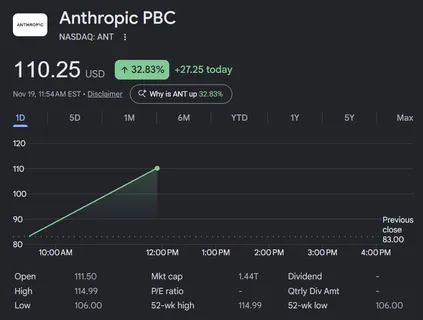 ANTHROPIC
Anthropic PBC
NASDAQ: ANT
110.25 USD ↑ 32.83% +27.25 today
Nov 19, 11:54 AM EST • Disclaimer Why is ANT up 32.83%
1D 5D 1M 6M YTD 1Y 5Y Max
120
110
100
90
80
Previous
close
83.00
10:00 AM 12:00 PM 1:00 PM 2:00 PM 3:00 PM 4:00 PM
Open 111.50 Mkt cap 1.44T Dividend -
High 114.99 P/E ratio - Qtrly Div Amt -
Low 106.00 52-wk high 114.99 52-wk low 106.00